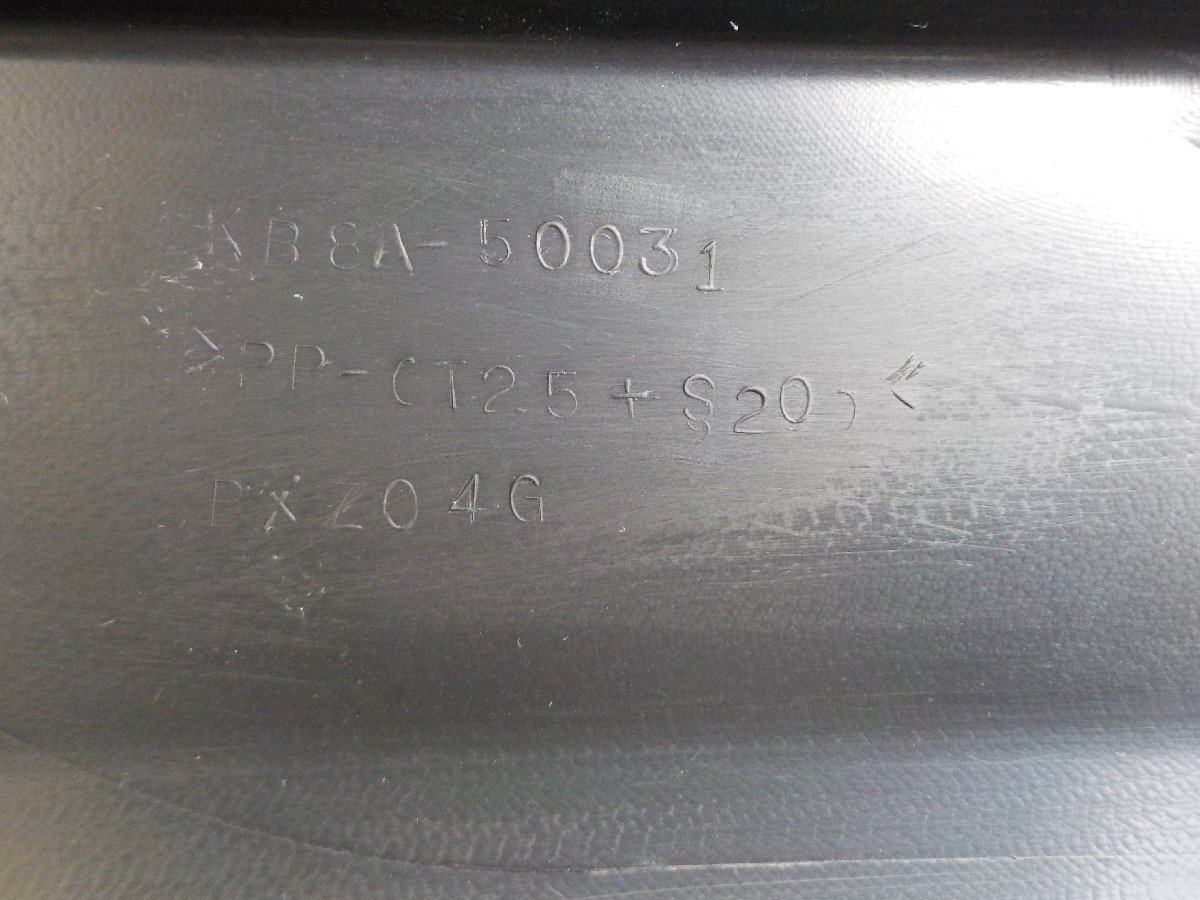 KB8A-50031
>PP-(T25+S20)<
PXZ04G